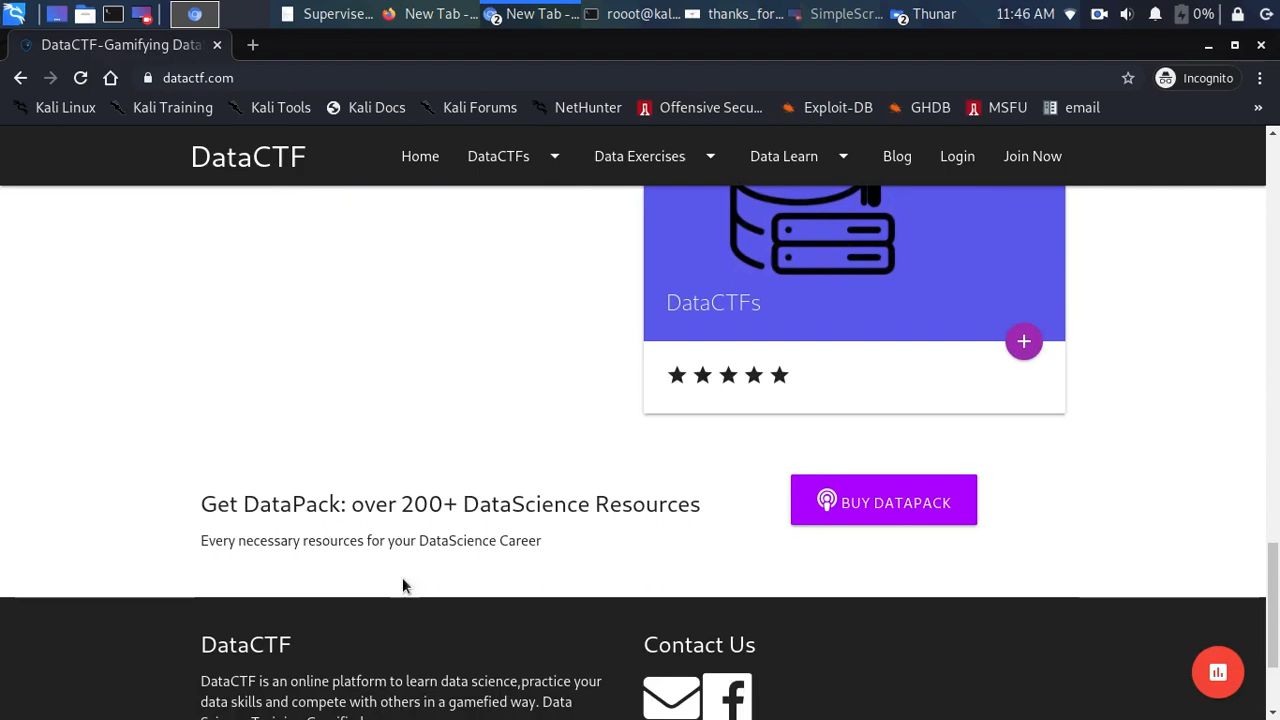 Supervise...
New Tab -...
New Tab -...
rooot@kal...
thanks_for...
SimpleScr...
2
Thunar
2
11:46 AM
0%
DataCTF-Gamifying Data
datactf.com
Incognito
Kali Linux
Kali Training
Kali Tools
Kali Docs
Kali Forums
NetHunter
Offensive Secu...
Exploit-DB
GHDB
MSFU
email
»
DataCTF
Home
DataCTFs
Data Exercises
Data Learn
Blog
Login
Join Now
DataCTFs
Get DataPack: over 200+ DataScience Resources
BUY DATAPACK
Every necessary resources for your DataScience Career
DataCTF
Contact Us
DataCTF is an online platform to learn data science,practice your
data skills and compete with others in a gamefied way. Data